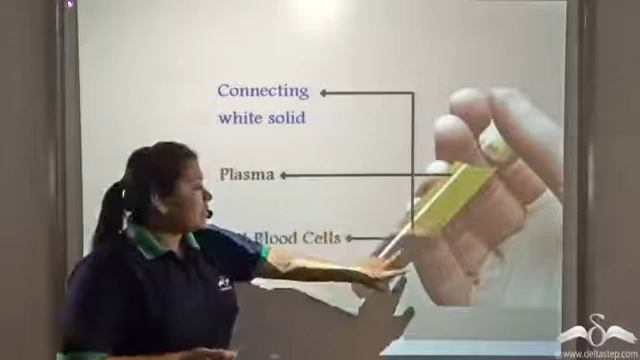 Connecting
white solid
Plasma
Blood Cells
www.deltastep.com